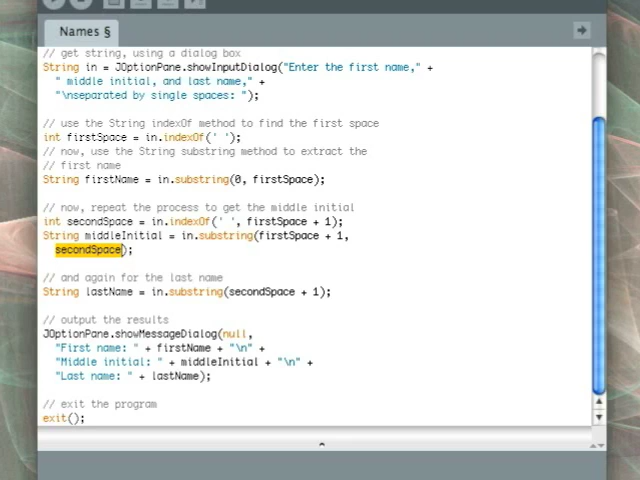 Names §
// get string, using a dialog box
String in = JOptionPane.showInputDialog("Enter the first name," +
" middle initial, and last name," +
"\nseparated by single spaces: ");
// use the String indexOf method to find the first space
int firstSpace = in.indexOf(' ');
// now, use the String substring method to extract the
// first name
String firstName = in.substring(0, firstSpace);
// now, repeat the process to get the middle initial
int secondSpace = in.indexOf(' ', firstSpace + 1);
String middleInitial = in.substring(firstSpace + 1,
secondSpace);
// and again for the last name
String lastName = in.substring(secondSpace + 1);
// output the results
JOptionPane.showMessageDialog(null,
"First name: " + firstName + "\n" +
"Middle initial: " + middleInitial + "\n" +
"Last name: " + lastName);
// exit the program
exit();